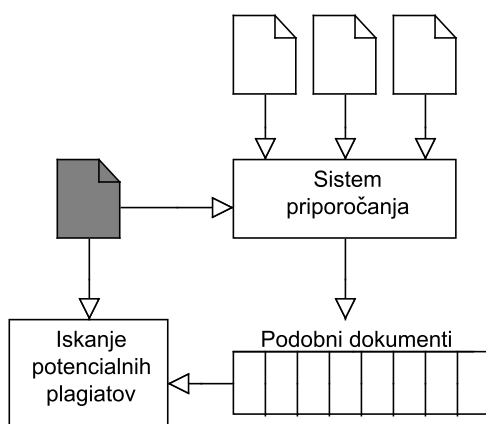 Sistem
priporočanja
Iskanje
potencialnih
plagiatov
Podobni dokumenti